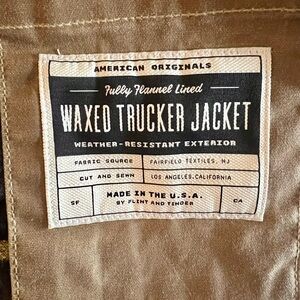 AMERICAN ORIGINALS
Fully Flannel Lined
WAXED TRUCKER JACKET
WEATHER-RESISTANT EXTERIOR
FABRIC SOURCE FAIRFIELD TEXTILES, NJ
CUT AND SEWN LOS ANGELES, CALIFORNIA
SF MADE IN THE U.S.A. CA
BY FLINT AND TINDER